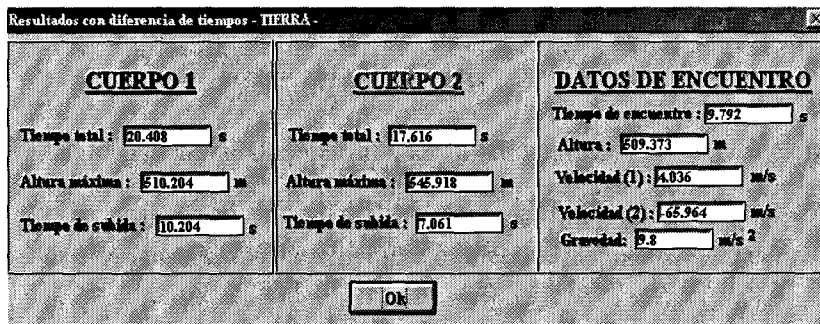 Resultados con diferencia de tiempos - TIERRA -
CUERPO 1
Tiempo total : 20.408 s
Altura máxima : 510.204 m
Tiempo de subida : 10.204 s
CUERPO 2
Tiempo total : 17.616 s
Altura máxima : 545.918 m
Tiempo de subida : 7.061 s
DATOS DE ENCUENTRO
Tiempo de encuentro : 9.792 s
Altura : 509.373 m
Velocidad (1) : 4.036 m/s
Velocidad (2) : -65.964 m/s
Gravedad: 9.8 m/s 2
Ok